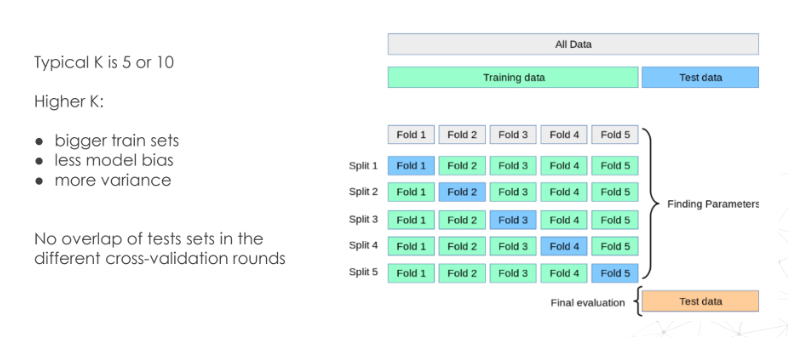 Typical K is 5 or 10
Higher K:
● bigger train sets
● less model bias
● more variance
No overlap of tests sets in the
different cross-validation rounds
All Data
Training data Test data
Fold 1 Fold 2 Fold 3 Fold 4 Fold 5
Split 1 Fold 1 Fold 2 Fold 3 Fold 4 Fold 5
Split 2 Fold 1 Fold 2 Fold 3 Fold 4 Fold 5
Split 3 Fold 1 Fold 2 Fold 3 Fold 4 Fold 5
Split 4 Fold 1 Fold 2 Fold 3 Fold 4 Fold 5
Split 5 Fold 1 Fold 2 Fold 3 Fold 4 Fold 5
Finding Parameters
Final evaluation Test data